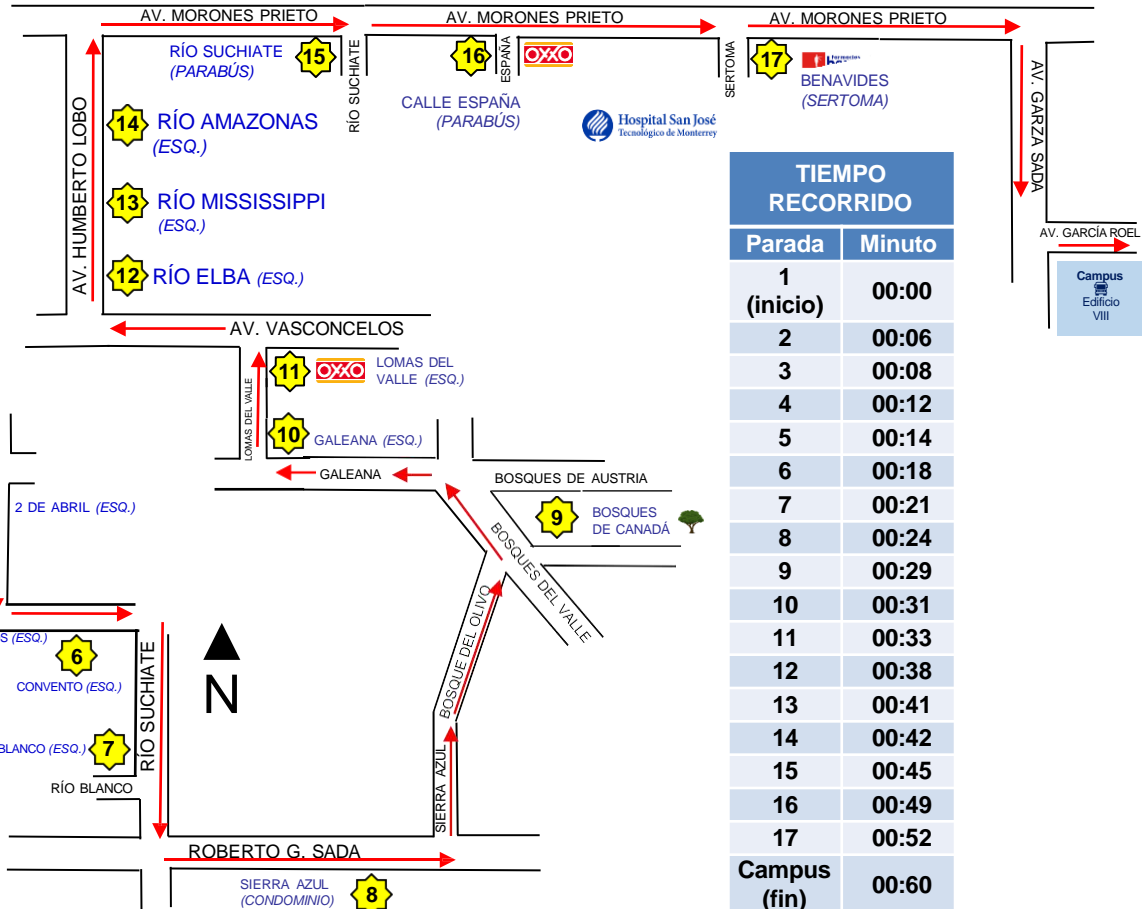 AV. MORONES PRIETO
AV. MORONES PRIETO
AV. MORONES PRIETO
RÍO SUCHIATE
(PARABÚS)
15
RÍO SUCHIATE
16
ESPAÑA
OXXO
CALLE ESPAÑA
(PARABÚS)
SERTOMA
17
BENAVIDES
(SERTOMA)
AV. GARZA SADA
AV. HUMBERTO LOBO
14
RÍO AMAZONAS
(ESQ.)
Hospital San José
Tecnológico de Monterrey
13
RÍO MISSISSIPPI
(ESQ.)
12
RÍO ELBA (ESQ.)
AV. GARCÍA ROEL
Campus
Edificio
VIII
AV. VASCONCELOS
LOMAS DEL VALLE
11
OXXO
LOMAS DEL
VALLE (ESQ.)
10
GALEANA (ESQ.)
GALEANA
BOSQUES DE AUSTRIA
9
BOSQUES
DE CANADÁ
2 DE ABRIL (ESQ.)
BOSQUES DEL VALLE
BOSQUE DEL OLIVO
S (ESQ.)
6
CONVENTO (ESQ.)
RÍO SUCHIATE
N
BLANCO (ESQ.)
7
RÍO BLANCO
SIERRA AZUL
ROBERTO G. SADA
SIERRA AZUL
(CONDOMINIO)
8
TIEMPO
RECORRIDO
Parada Minuto
1
(inicio) 00:00
2 00:06
3 00:08
4 00:12
5 00:14
6 00:18
7 00:21
8 00:24
9 00:29
10 00:31
11 00:33
12 00:38
13 00:41
14 00:42
15 00:45
16 00:49
17 00:52
Campus
(fin) 00:60